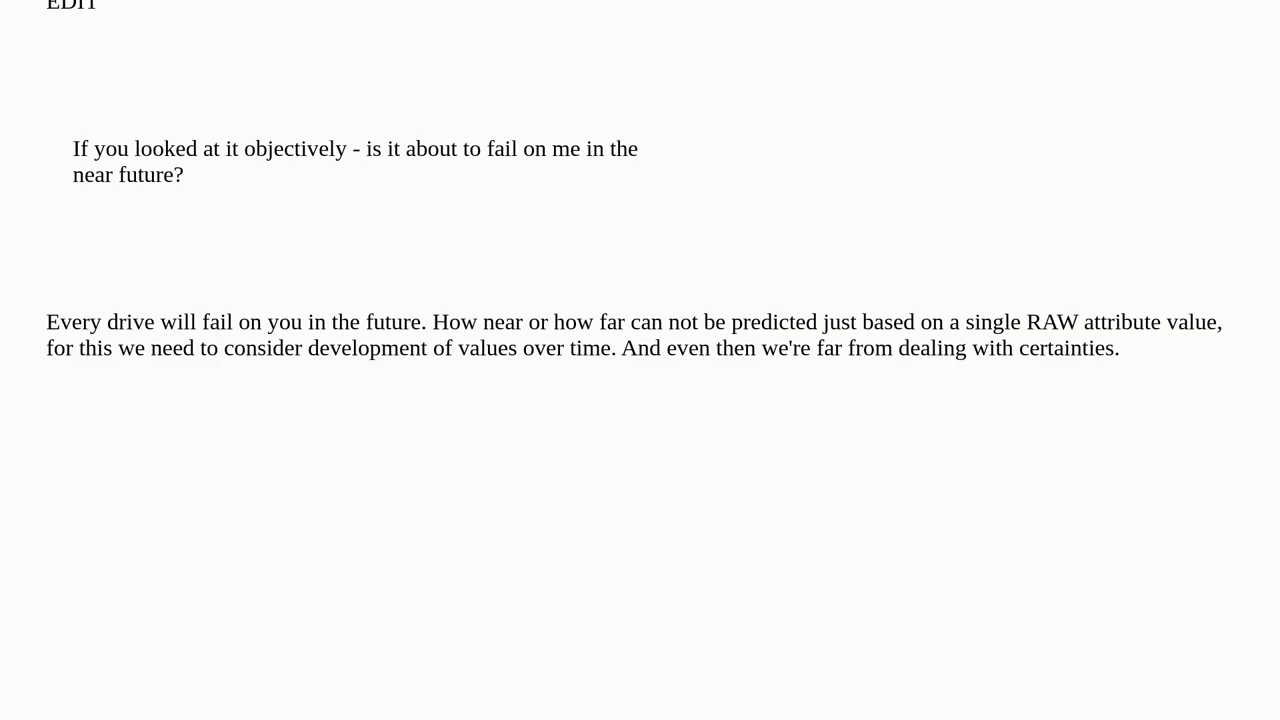 EDIT
If you looked at it objectively - is it about to fail on me in the
near future?
Every drive will fail on you in the future. How near or how far can not be predicted just based on a single RAW attribute value,
for this we need to consider development of values over time. And even then we're far from dealing with certainties.